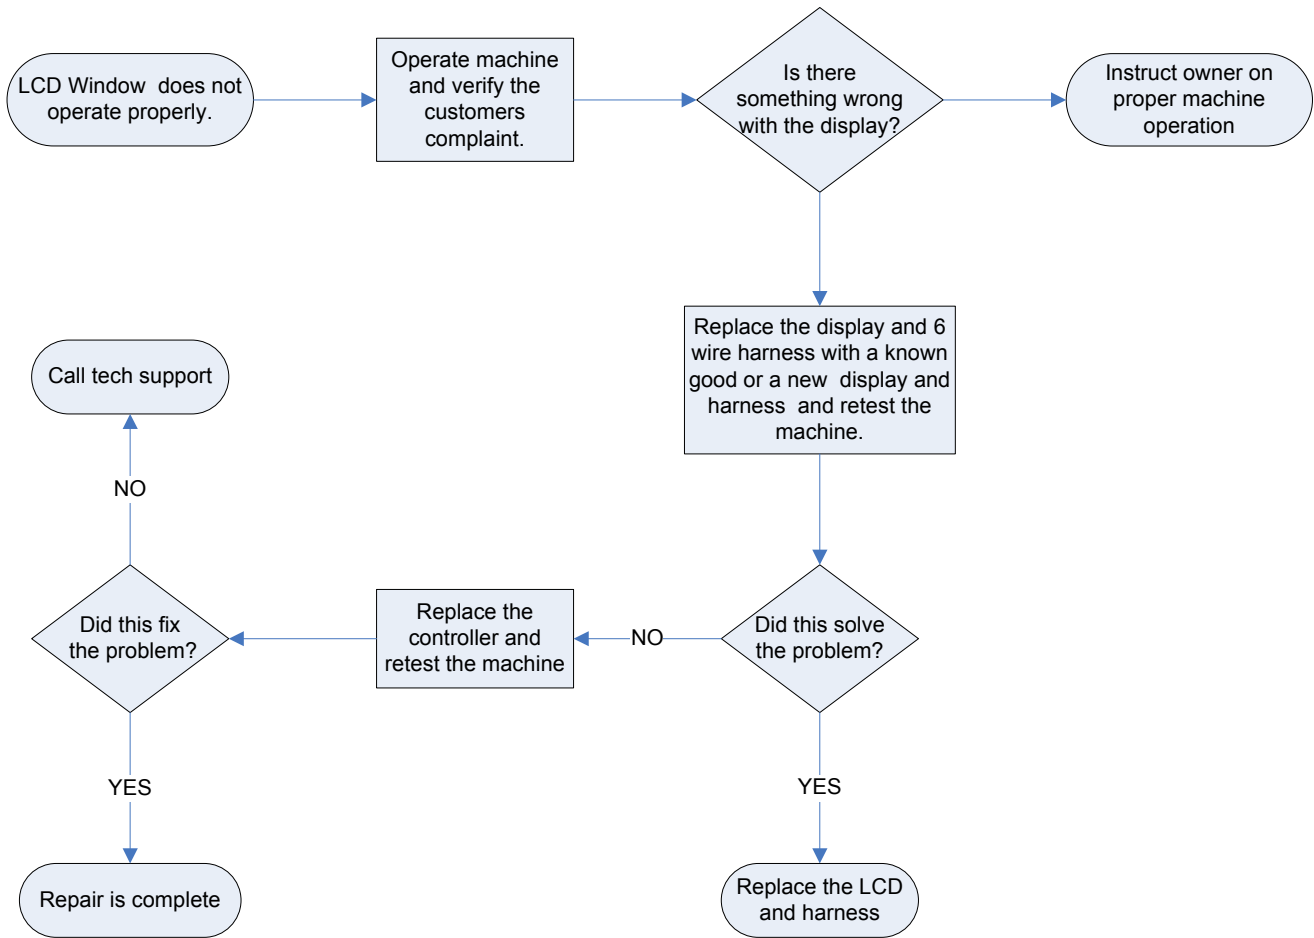 LCD Window does not
operate properly.
Operate machine
and verify the
customers
complaint.
Is there
something wrong
with the display?
Instruct owner on
proper machine
operation
Replace the display and 6
wire harness with a known
good or a new display and
harness and retest the
machine.
Call tech support
NO
Did this fix
the problem?
Replace the
controller and
retest the machine
NO
Did this solve
the problem?
YES
YES
Repair is complete
Replace the LCD
and harness